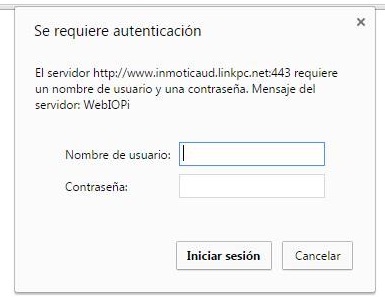 Se requiere autenticación
El servidor http://www.inmoticaud.linkpc.net:443 requiere
un nombre de usuario y una contraseña. Mensaje del
servidor: WebIOPi
Nombre de usuario:
Contraseña:
Iniciar sesión Cancelar